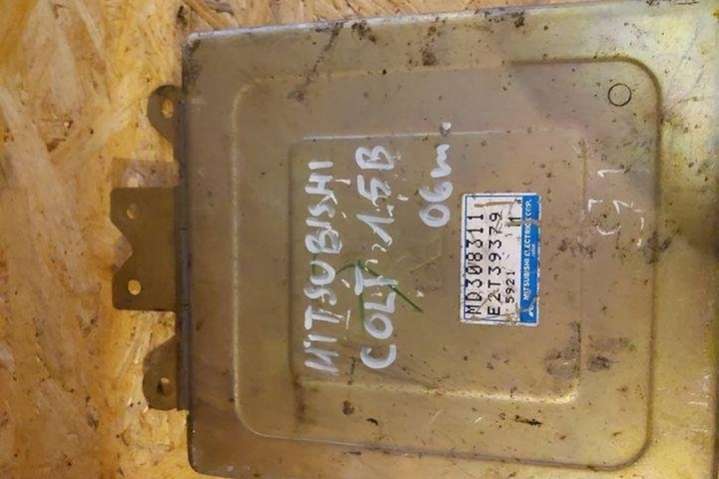 MITSUBISHI
COLT 1.5B
06m.
MD308311
E2T39379
5921
MITSUBISHI ELECTRIC CORP.